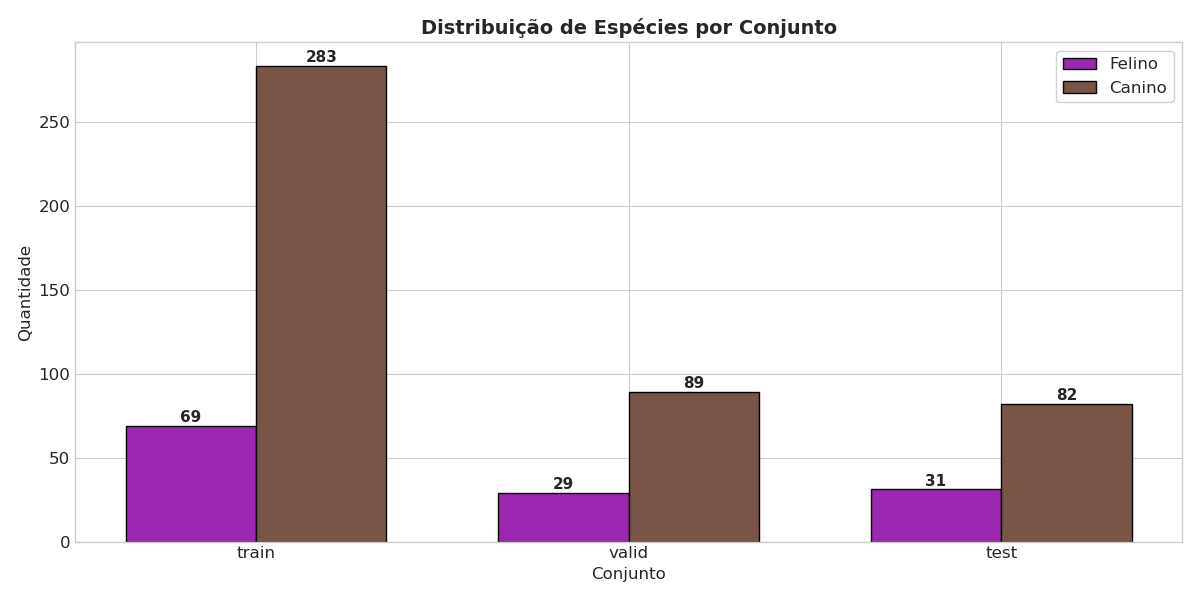 Distribuição de Espécies por Conjunto
Felino
Canino
283
69
29
89
31
82
250
200
150
100
50
0
Quantidade
train
valid
test
Conjunto